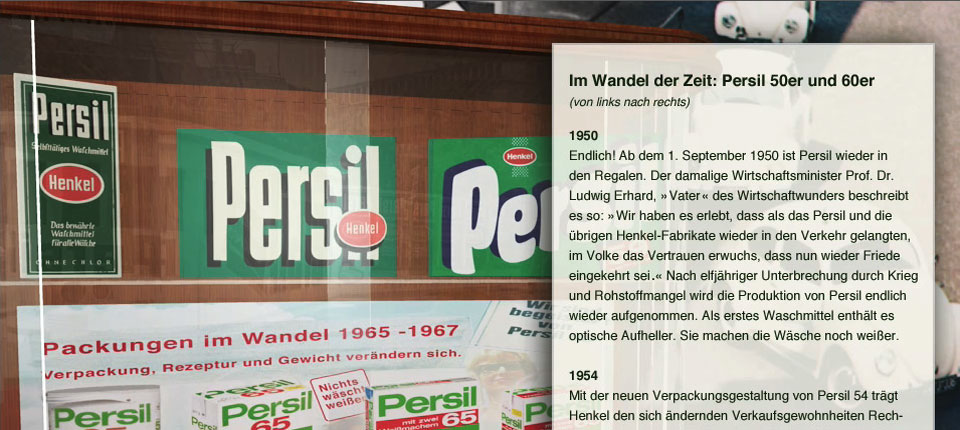 Persil
Selbsttätiges Waschmittel
Henkel
Das bewährte
Waschmittel
für alle Wäsche
OHNE CHLOR
Persil
Henkel
Henkel
Pe
Packungen im Wandel 1965 -1967
Verpackung, Rezeptur und Gewicht verändern sich.
Nichts
wäscht
weißer
Persil
Persil
65
Persil
mit zwei
Weißmachern 65
65
Im Wandel der Zeit: Persil 50er und 60er
(von links nach rechts)
1950
Endlich! Ab dem 1. September 1950 ist Persil wieder in
den Regalen. Der damalige Wirtschaftsminister Prof. Dr.
Ludwig Erhard, »Vater« des Wirtschaftwunders beschreibt
es so: »Wir haben es erlebt, dass als das Persil und die
übrigen Henkel-Fabrikate wieder in den Verkehr gelangten,
im Volke das Vertrauen erwuchs, dass nun wieder Friede
eingekehrt sei.« Nach elfjähriger Unterbrechung durch Krieg
und Rohstoffmangel wird die Produktion von Persil endlich
wieder aufgenommen. Als erstes Waschmittel enthält es
optische Aufheller. Sie machen die Wäsche noch weißer.
1954
Mit der neuen Verpackungsgestaltung von Persil 54 trägt
Henkel den sich ändernden Verkaufsgewohnheiten Rech-